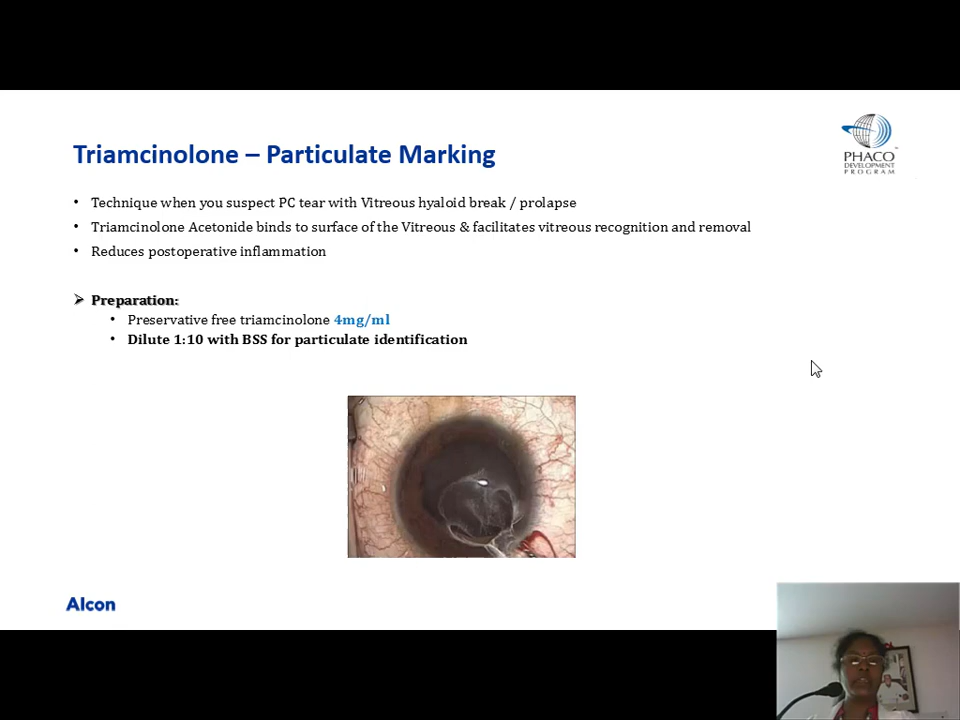 PHACO
DEVELOPMENT
PROGRAM
Triamcinolone – Particulate Marking
• Technique when you suspect PC tear with Vitreous hyaloid break / prolapse
• Triamcinolone Acetonide binds to surface of the Vitreous & facilitates vitreous recognition and removal
• Reduces postoperative inflammation
➢ Preparation:
• Preservative free triamcinolone 4mg/ml
• Dilute 1:10 with BSS for particulate identification
Alcon